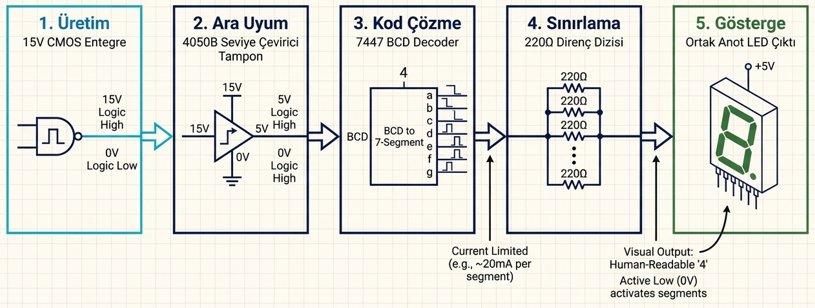 1. Üretim
15V CMOS Entegre
15V
Logic
High
0V
Logic Low
2. Ara Uyum
4050B Seviye Çevirici
Tampon
15V
15V
5V
0V
5V
Logic
High
0V
Logic
High
3. Kod Çözme
7447 BCD Decoder
4
BCD
BCD to
7-Segment
a
b
c
d
e
f
g
4. Sınırlama
220Ω Direnç Dizisi
220Ω
220Ω
220Ω
220Ω
5. Gösterge
Ortak Anot LED Çıktı
+5V
Current Limited
(e.g., ~20mA per
segment)
Visual Output:
Human-Readable '4'
Active Low (0V)
activates segments